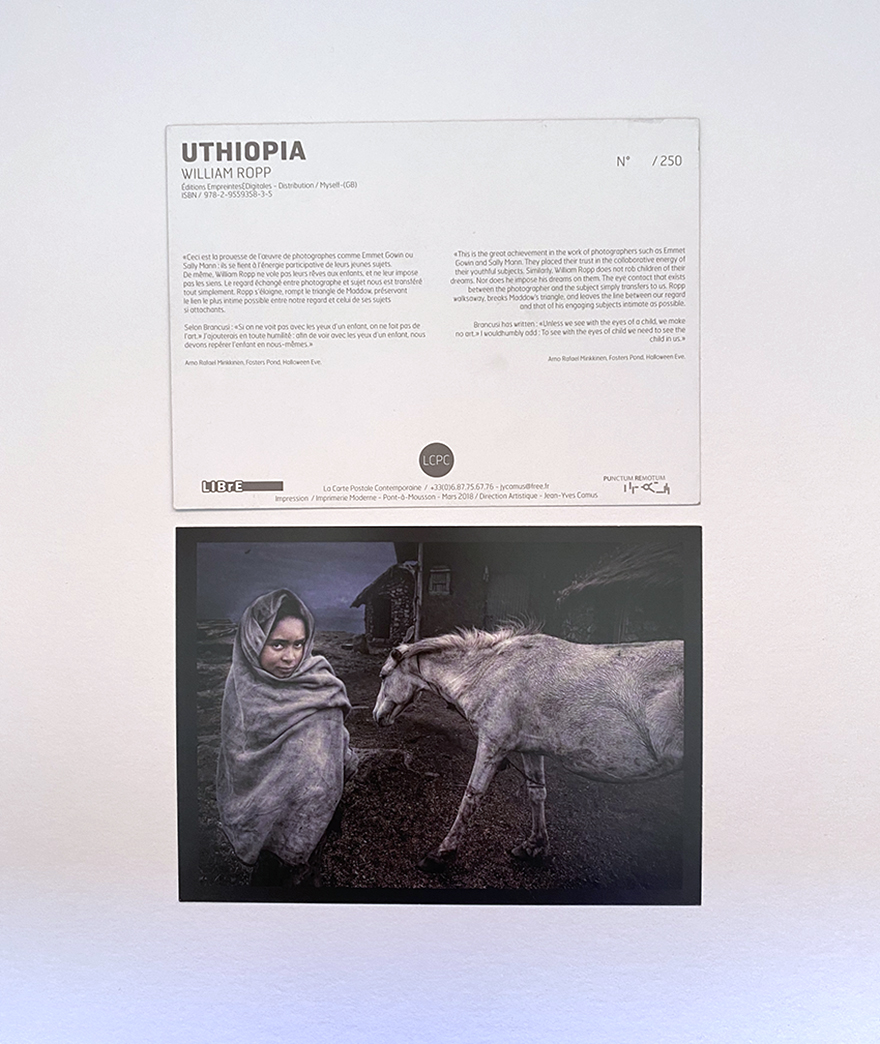 UTHIOPIA
WILLIAM ROPP
Éditions EmpreintesEDigitales - Distribution / Myself-(GB)
ISBN / 978-2-9559358-3-5
N° / 250
«Ceci est la prouesse de l'œuvre de photographes comme Emmet Gowin ou
Sally Mann : ils se fient à l'énergie participative de leurs jeunes sujets.
De même, William Ropp ne vole pas leurs rêves aux enfants, et ne leur impose
pas les siens. Le regard échangé entre photographe et sujet nous est transféré
tout simplement. Ropp s'éloigne, rompt le triangle de Maddow, préservant
le lien le plus intime possible entre notre regard et celui de ses sujets
si attachants.
Selon Brancusi : «Si on ne voit pas avec les yeux d'un enfant, on ne fait pas de
l'art.» J'ajouterais en toute humilité : afin de voir avec les yeux d'un enfant, nous
devons repérer l'enfant en nous-mêmes.»
Arno Rafael Minkkinen, Fosters Pond, Halloween Eve.
«This is the great achievement in the work of photographers such as Emmet
Gowin and Sally Mann. They placed their trust in the collaborative energy of
their youthful subjects. Similarly, William Ropp does not rob children of their
dreams. Nor does he impose his dreams on them. The eye contact that exists
between the photographer and the subject simply transfers to us. Ropp
walksaway, breaks Maddow's triangle, and leaves the line between our regard
and that of his engaging subjects intimate as possible.
Brancusi has written : «Unless we see with the eyes of a child, we make
no art.» I wouldhumbly add : To see with the eyes of child we need to see the
child in us.»
Arno Rafael Minkkinen, Fosters Pond, Halloween Eve.
LCPC
LIBrE
La Carte Postale Contemporaine / +33(0)6.87.75.67.76 - jycamus@free.fr
Impression / Imprimerie Moderne - Pont-à-Mousson - Mars 2018 / Direction Artistique - Jean-Yves Camus
PUNCTUM REMOTUM